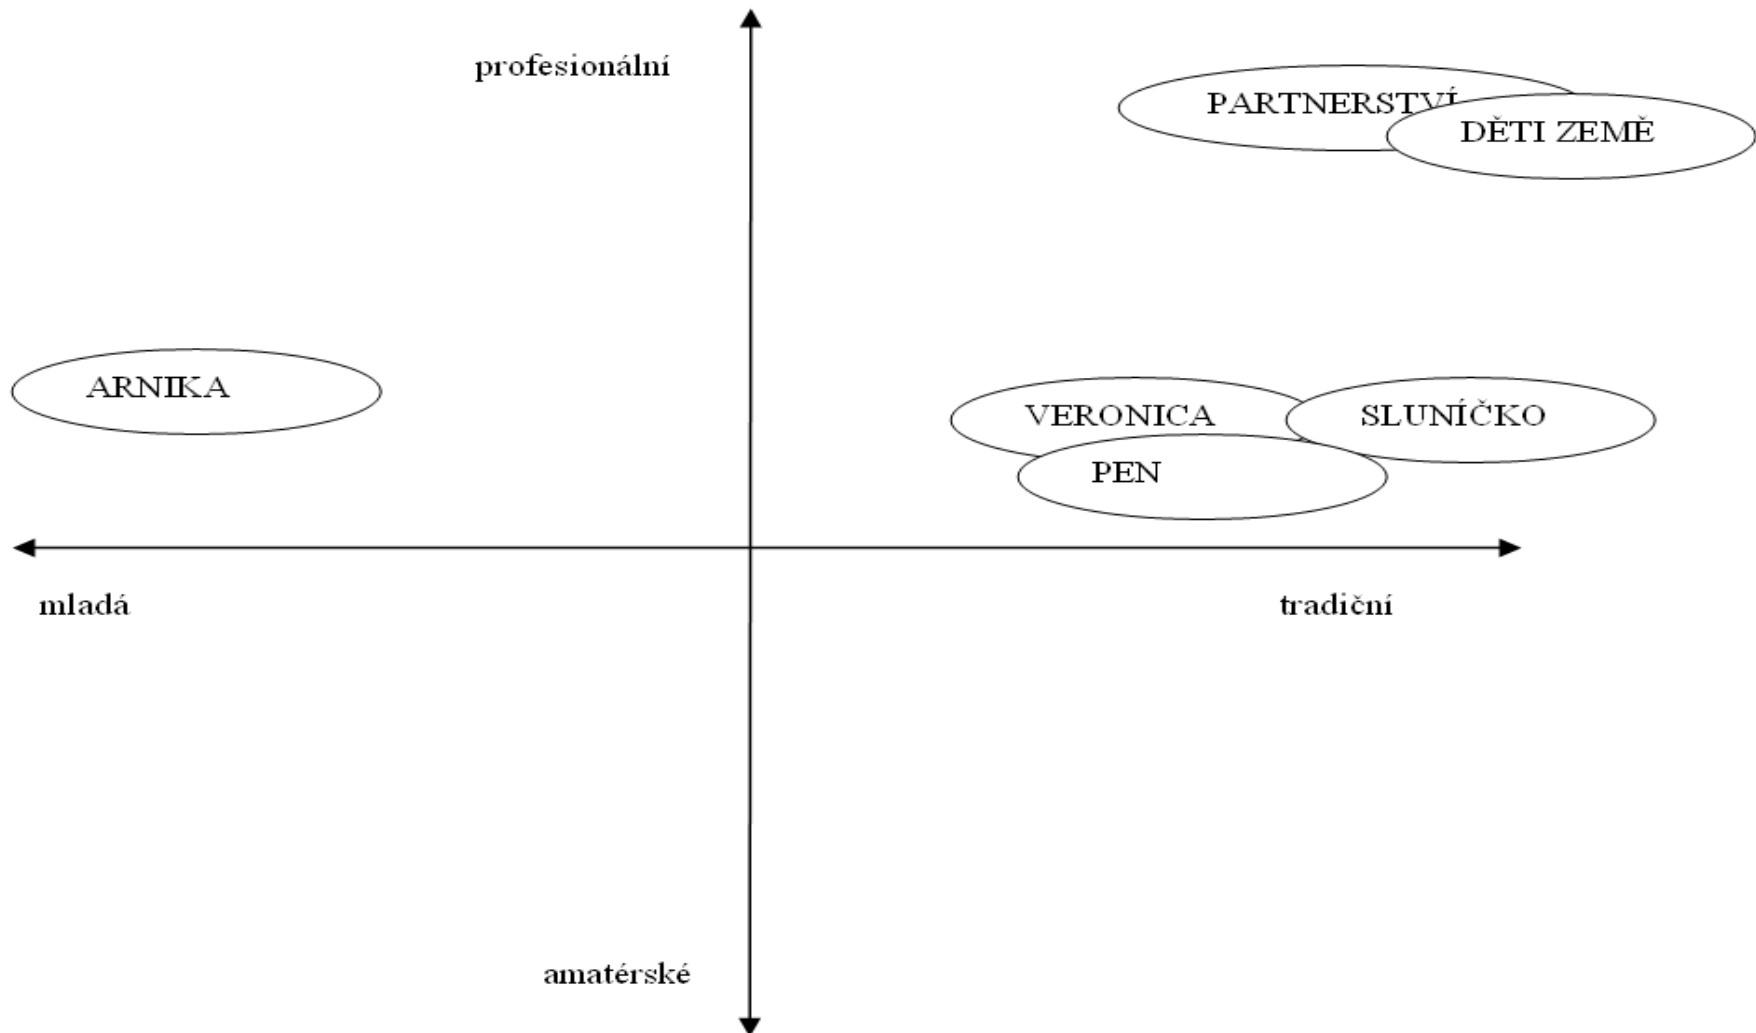 profesionální
PARTNERSTVÍ
DĚTI ZEMĚ
ARNIKA
VERONICA
SLUNÍČKO
PEN
mladá
tradiční
amatérské